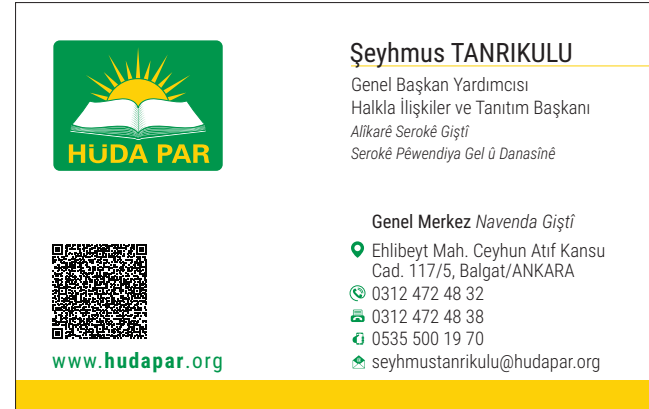 HÜDA PAR
www.hudapar.org
Şeyhmus TANRIKULU
Genel Başkan Yardımcısı
Halkla İlişkiler ve Tanıtım Başkanı
Alîkarê Serokê Giştî
Serokê Pêwendiya Gel û Danasînê
Genel Merkez Navenda Giştî
Ehlibeyt Mah. Ceyhun Atıf Kansu
Cad. 117/5, Balgat/ANKARA
0312 472 48 32
0312 472 48 38
0535 500 19 70
seyhmustanrikulu@hudapar.org